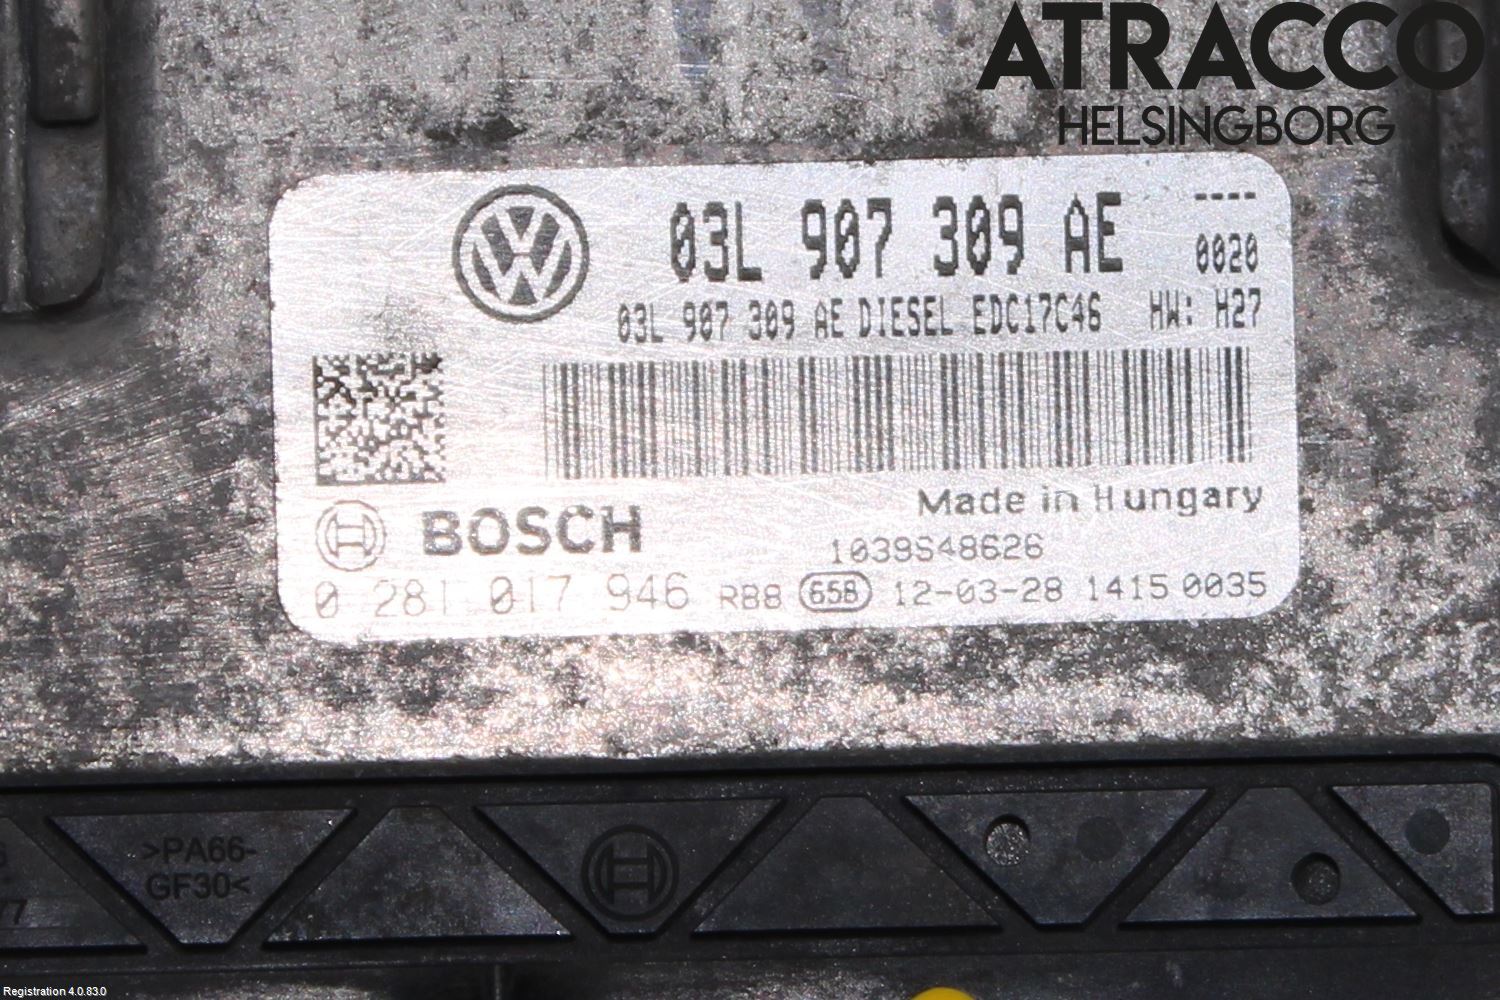 ATRACCO
HELSINGBORG
03L 907 309 AE ----
0020
03L 907 309 AE DIESEL EDC17C46 HW: H27
Made in Hungary
BOSCH
1039S48626
0 281 017 946 RBB 65B 12-03-28 1415 0035
>PA66-
GF30<
Registration 4.0.83.0